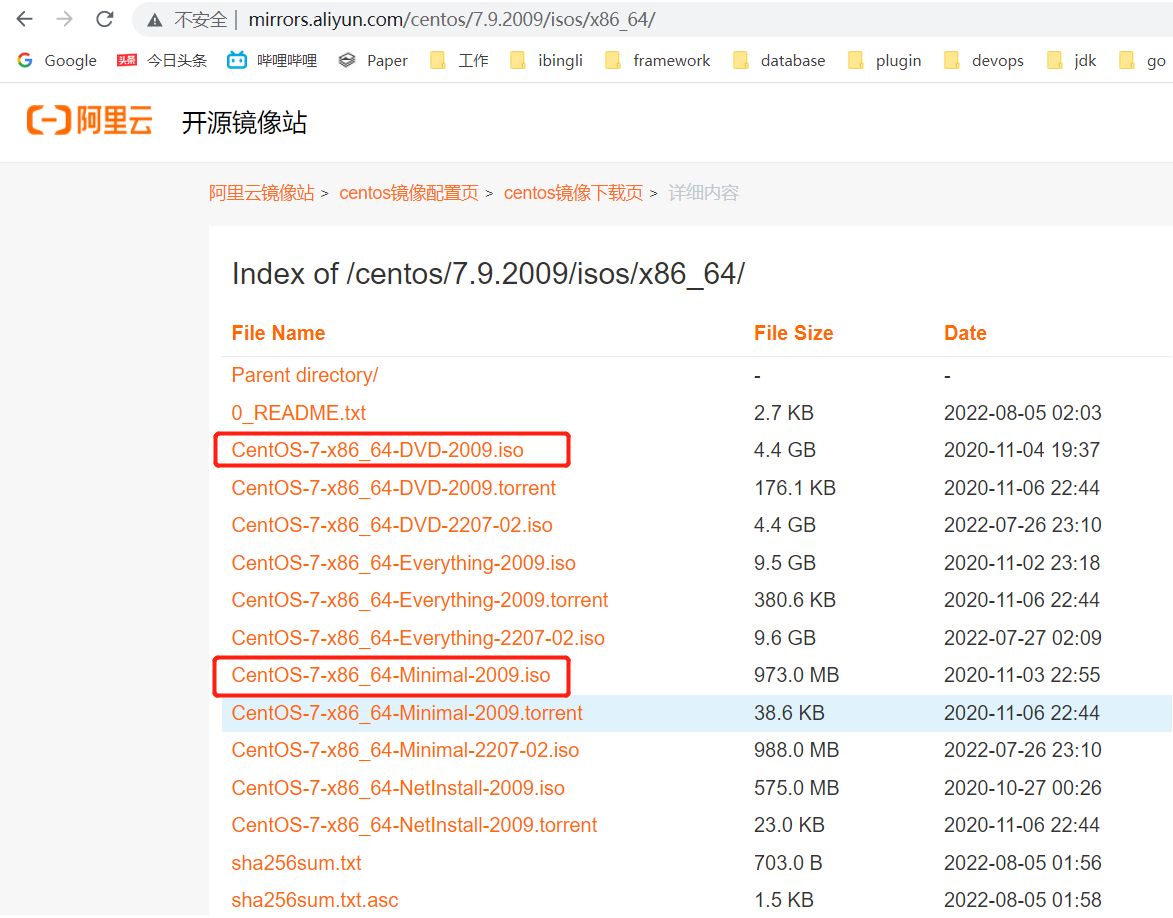 不安全 | mirrors.aliyun.com/centos/7.9.2009/isos/x86_64/
Google 头条 今日头条 哔哩哔哩 Paper 工作 ibingli framework database plugin devops jdk go
阿里云 开源镜像站
阿里云镜像站 > centos镜像配置页 > centos镜像下载页 > 详细内容
Index of /centos/7.9.2009/isos/x86_64/
File Name File Size Date
Parent directory/ - -
0_README.txt 2.7 KB 2022-08-05 02:03
CentOS-7-x86_64-DVD-2009.iso 4.4 GB 2020-11-04 19:37
CentOS-7-x86_64-DVD-2009.torrent 176.1 KB 2020-11-06 22:44
CentOS-7-x86_64-DVD-2207-02.iso 4.4 GB 2022-07-26 23:10
CentOS-7-x86_64-Everything-2009.iso 9.5 GB 2020-11-02 23:18
CentOS-7-x86_64-Everything-2009.torrent 380.6 KB 2020-11-06 22:44
CentOS-7-x86_64-Everything-2207-02.iso 9.6 GB 2022-07-27 02:09
CentOS-7-x86_64-Minimal-2009.iso 973.0 MB 2020-11-03 22:55
CentOS-7-x86_64-Minimal-2009.torrent 38.6 KB 2020-11-06 22:44
CentOS-7-x86_64-Minimal-2207-02.iso 988.0 MB 2022-07-26 23:10
CentOS-7-x86_64-NetInstall-2009.iso 575.0 MB 2020-10-27 00:26
CentOS-7-x86_64-NetInstall-2009.torrent 23.0 KB 2020-11-06 22:44
sha256sum.txt 703.0 B 2022-08-05 01:56
sha256sum.txt.asc 1.5 KB 2022-08-05 01:58